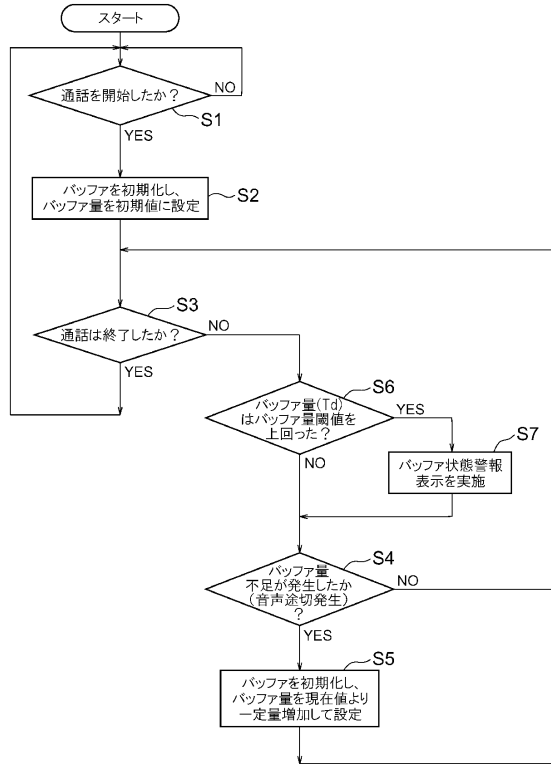 スタート
NO
通話を開始したか？
S1
YES
バッファを初期化し、
バッファ量を初期値に設定
S2
S3
通話は終了したか？
NO
YES
S6
バッファ量(Td)
はバッファ量閾値を
上回った？
YES
NO
S7
バッファ状態警報
表示を実施
S4
バッファ量
不足が発生したか
(音声途切発生)
？
NO
YES
S5
バッファを初期化し、
バッファ量を現在値より
一定量増加して設定